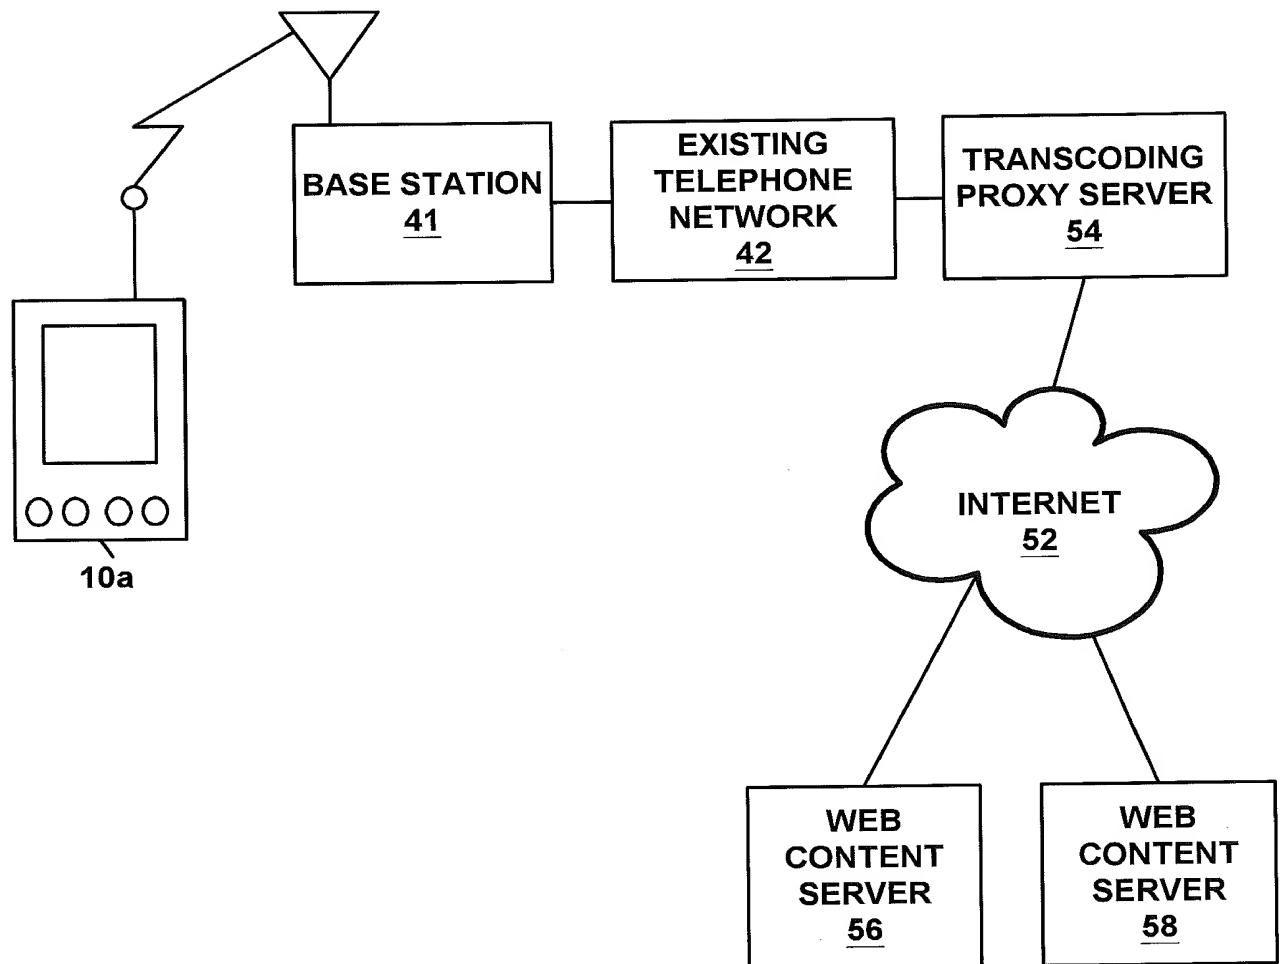 BASE STATION
41
EXISTING
TELEPHONE
NETWORK
42
TRANSCODING
PROXY SERVER
54
INTERNET
52
10a
WEB
CONTENT
SERVER
56
WEB
CONTENT
SERVER
58